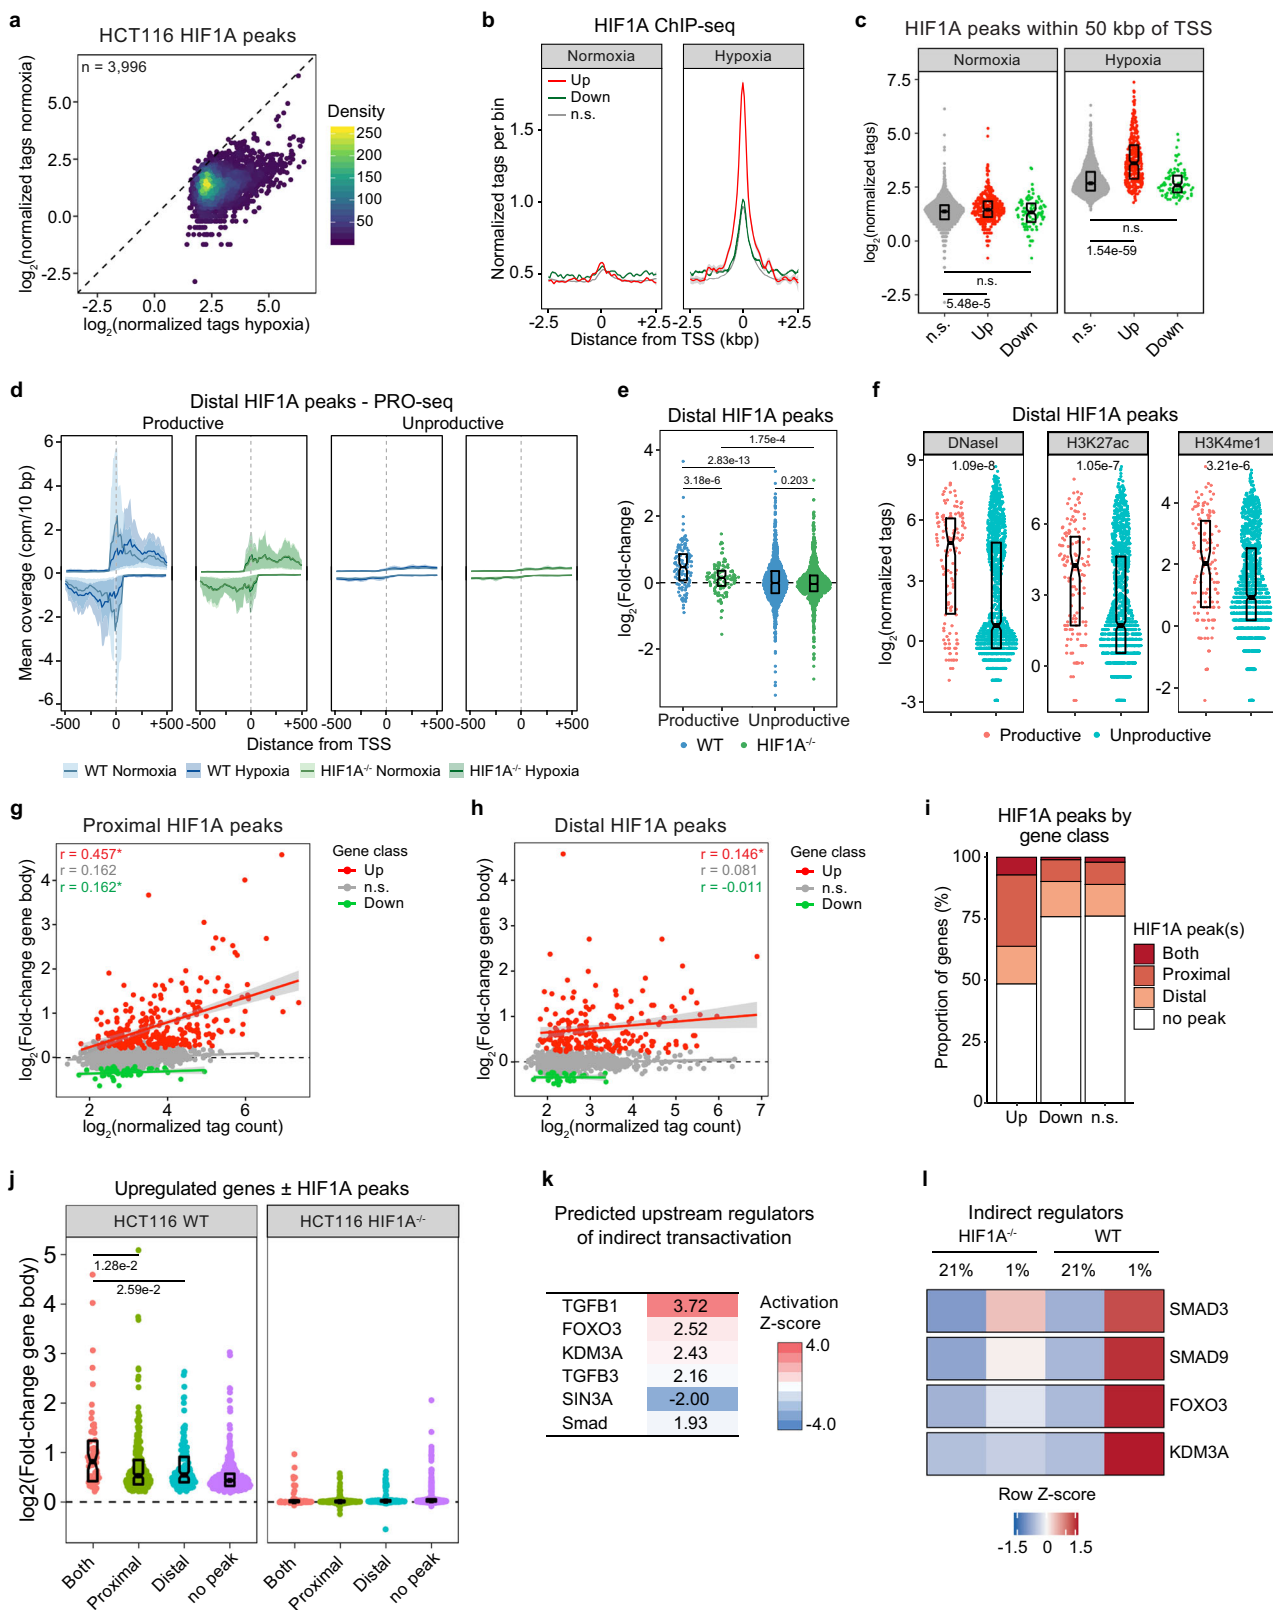 a
HCT116 HIF1A peaks
n = 3,996
log2(normalized tags normoxia)
5.0
2.5
0.0
-2.5
-2.5 0.0 2.5 5.0
log2(normalized tags hypoxia)
Density
250
200
150
100
50
b
HIF1A ChIP-seq
Normoxia Hypoxia
Up
Down
n.s.
Normalized tags per bin
1.5
1.0
0.5
-2.5 0 +2.5 -2.5 0 +2.5
Distance from TSS (kbp)
c
HIF1A peaks within 50 kbp of TSS
Normoxia Hypoxia
log2(normalized tags)
7.5
5.0
2.5
0.0
-2.5
n.s.
5.48e-5
n.s.
1.54e-59
n.s. Up Down n.s. Up Down
d
Distal HIF1A peaks - PRO-seq
Productive Unproductive
Mean coverage (cpm/10 bp)
6
4
2
0
-2
-4
-6
-500 0 +500 -500 0 +500 -500 0 +500 -500 0 +500
Distance from TSS
WT Normoxia WT Hypoxia HIF1A-/- Normoxia HIF1A-/- Hypoxia
e
Distal HIF1A peaks
log2(Fold-change)
4
2
0
-2
1.75e-4
2.83e-13
3.18e-6 0.203
Productive Unproductive
WT HIF1A-/-
f
Distal HIF1A peaks
DNaseI H3K27ac H3K4me1
1.09e-8 1.05e-7 3.21e-6
log2(normalized tags)
9
6
3
0
-3
6
3
0
4
2
0
-2
Productive Unproductive
g
Proximal HIF1A peaks
r = 0.457*
r = 0.162
r = 0.162*
Gene class
Up
n.s.
Down
log2(Fold-change gene body)
4
3
2
1
0
2 4 6
log2(normalized tag count)
h
Distal HIF1A peaks
r = 0.146*
r = 0.081
r = -0.011
Gene class
Up
n.s.
Down
log2(Fold-change gene body)
4
3
2
1
0
2 3 4 5 6 7
log2(normalized tag count)
i
HIF1A peaks by
gene class
Proportion of genes (%)
100
75
50
25
0
Up Down n.s.
HIF1A peak(s)
Both
Proximal
Distal
no peak
j
Upregulated genes ± HIF1A peaks
HCT116 WT HCT116 HIF1A-/-
log2(Fold-change gene body)
5
4
3
2
1
0
1.28e-2
2.59e-2
Both Proximal Distal no peak Both Proximal Distal no peak
k
Predicted upstream regulators
of indirect transactivation
TGFB1 3.72
FOXO3 2.52
KDM3A 2.43
TGFB3 2.16
SIN3A -2.00
Smad 1.93
Activation
Z-score
4.0
-4.0
l
Indirect regulators
HIF1A-/- WT
21% 1% 21% 1%
SMAD3
SMAD9
FOXO3
KDM3A
Row Z-score
-1.5 0 1.5